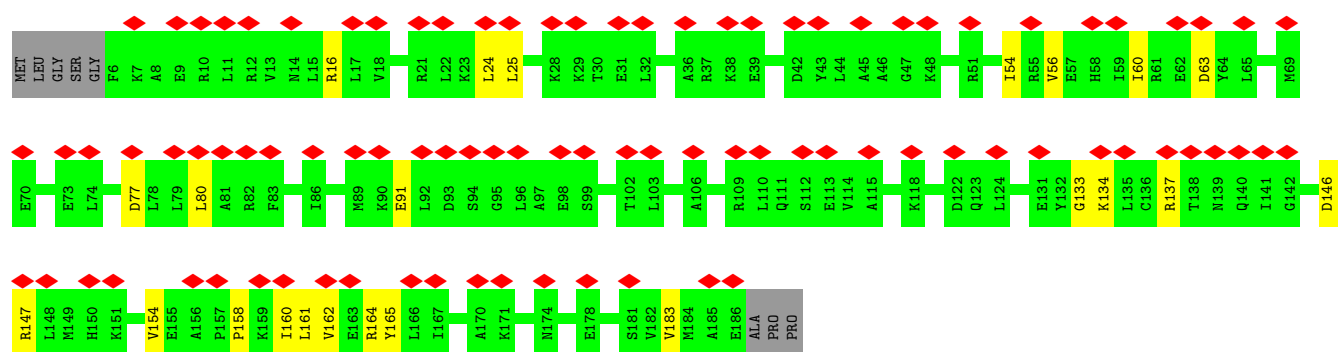 MET LEU GLY SER GLY F6 K7 A8 E9 R10 L11 R12 V13 N14 L15 R16 L17 V18 R21 L22 K23 L24 L25 K28 K29 T30 E31 L32 A36 R37 K38 E39 D42 Y43 L44 A45 A46 G47 K48 R51 I54 R55 V56 E57 H58 I59 I60 R61 E62 D63 Y64 L65 M69
E70 E73 L74 D77 L78 L79 L80 A81 R82 F83 I86 M89 K90 E91 L92 D93 S94 G95 L96 A97 E98 S99 T102 L103 A106 R109 L110 Q111 S112 E113 V114 A115 K118 D122 Q123 L124 E131 Y132 G133 K134 L135 C136 R137 T138 N139 Q140 I141 G142 D146
R147 L148 M149 H150 K151 V154 E155 A156 P157 P158 K159 I160 L161 V162 E163 R164 Y165 L166 I167 A170 K171 N174 E178 S181 V182 V183 M184 A185 E186 ALA PRO PRO